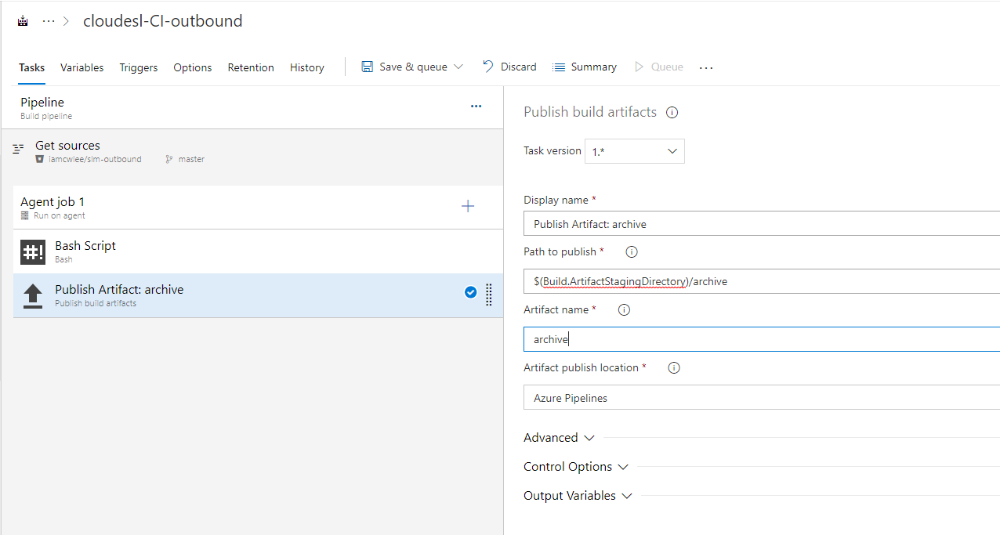 ··· > cloudesl-CI-outbound
Tasks Variables Triggers Options Retention History Save & queue Discard Summary Queue ···
Pipeline
Build pipeline
Get sources
iamcwlee/slm-outbound master
Agent job 1
Run on agent
Bash Script
Bash
Publish Artifact: archive
Publish build artifacts
Publish build artifacts
Task version 1.*
Display name *
Publish Artifact: archive
Path to publish *
$(Build.ArtifactStagingDirectory)/archive
Artifact name *
archive
Artifact publish location *
Azure Pipelines
Advanced
Control Options
Output Variables